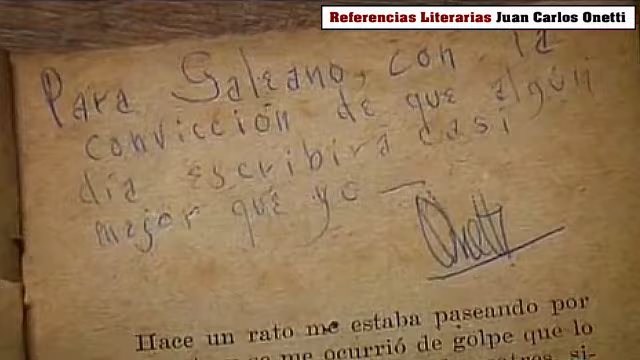 Referencias Literarias Juan Carlos Onetti
Para Galeano, con la
convicción de que algún
día escribirá casi
mejor que yo —
Onetti
Hace un rato me estaba paseando por
me ocurrió de golpe que lo